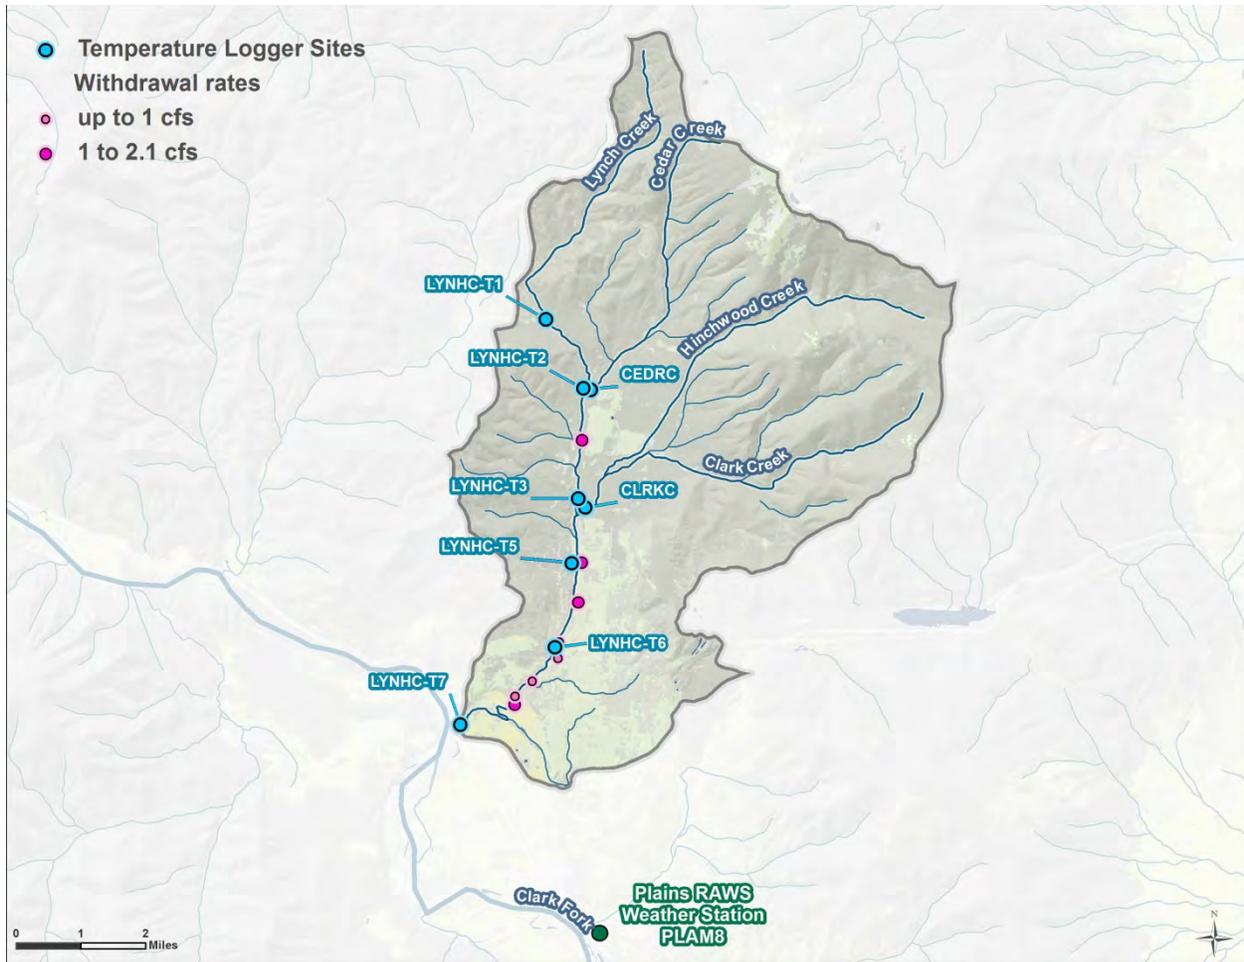 Temperature Logger Sites
Withdrawal rates
up to 1 cfs
1 to 2.1 cfs
Lynch Creek
Cedar Creek
LYNHC-T1
Hinchwood Creek
LYNHC-T2
CEDRC
Clark Creek
LYNHC-T3
CLRKC
LYNHC-T5
LYNHC-T6
LYNHC-T7
Clark Fork
Plains RAWS
Weather Station
PLAM8
0 1 2
Miles
N